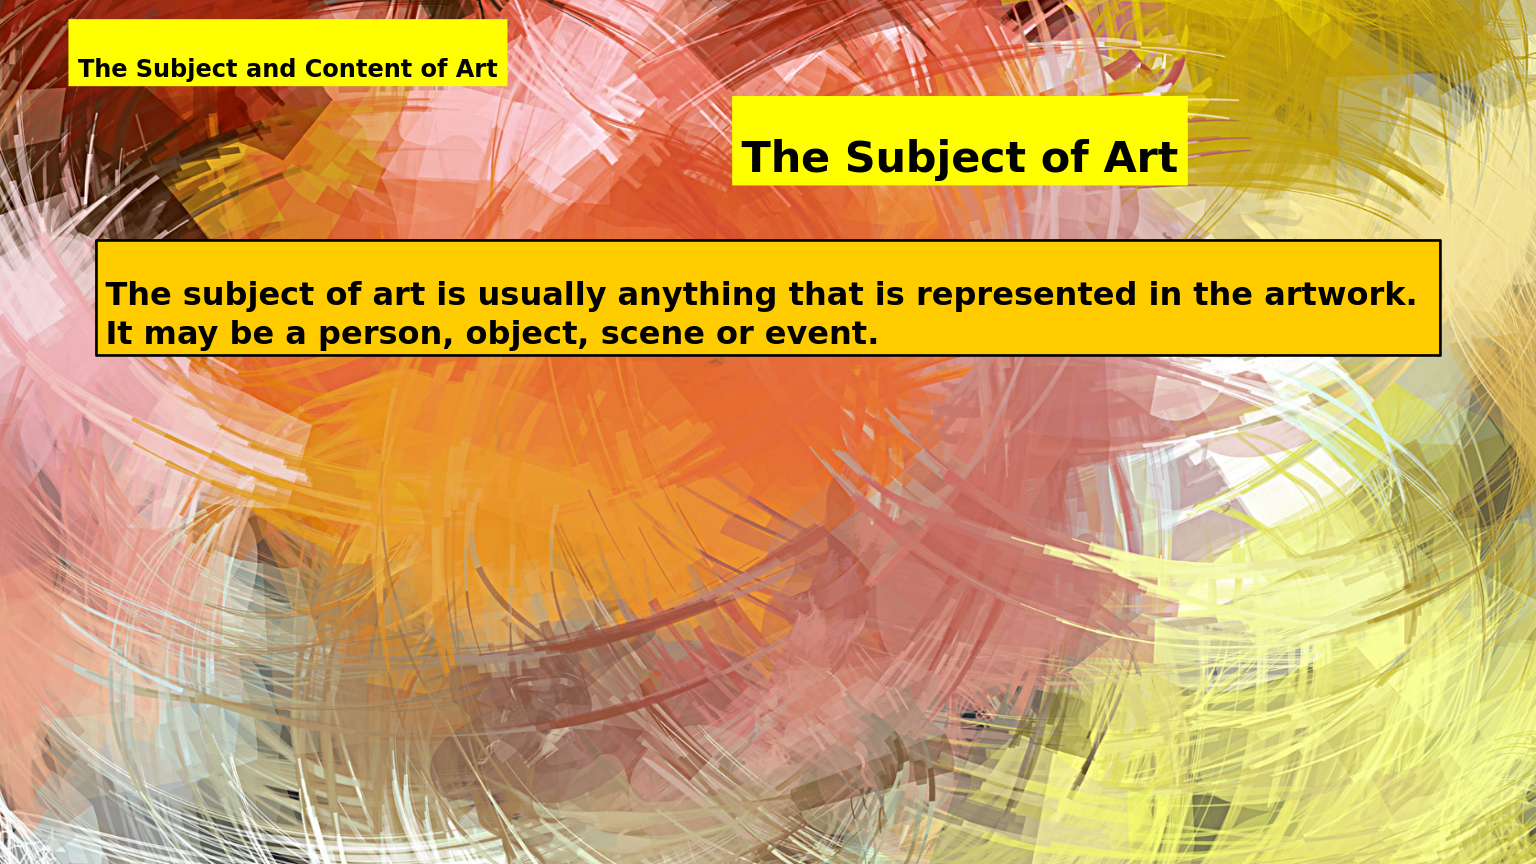 The Subject and Content of Art
The Subject of Art
The subject of art is usually anything that is represented in the artwork.
It may be a person, object, scene or event.